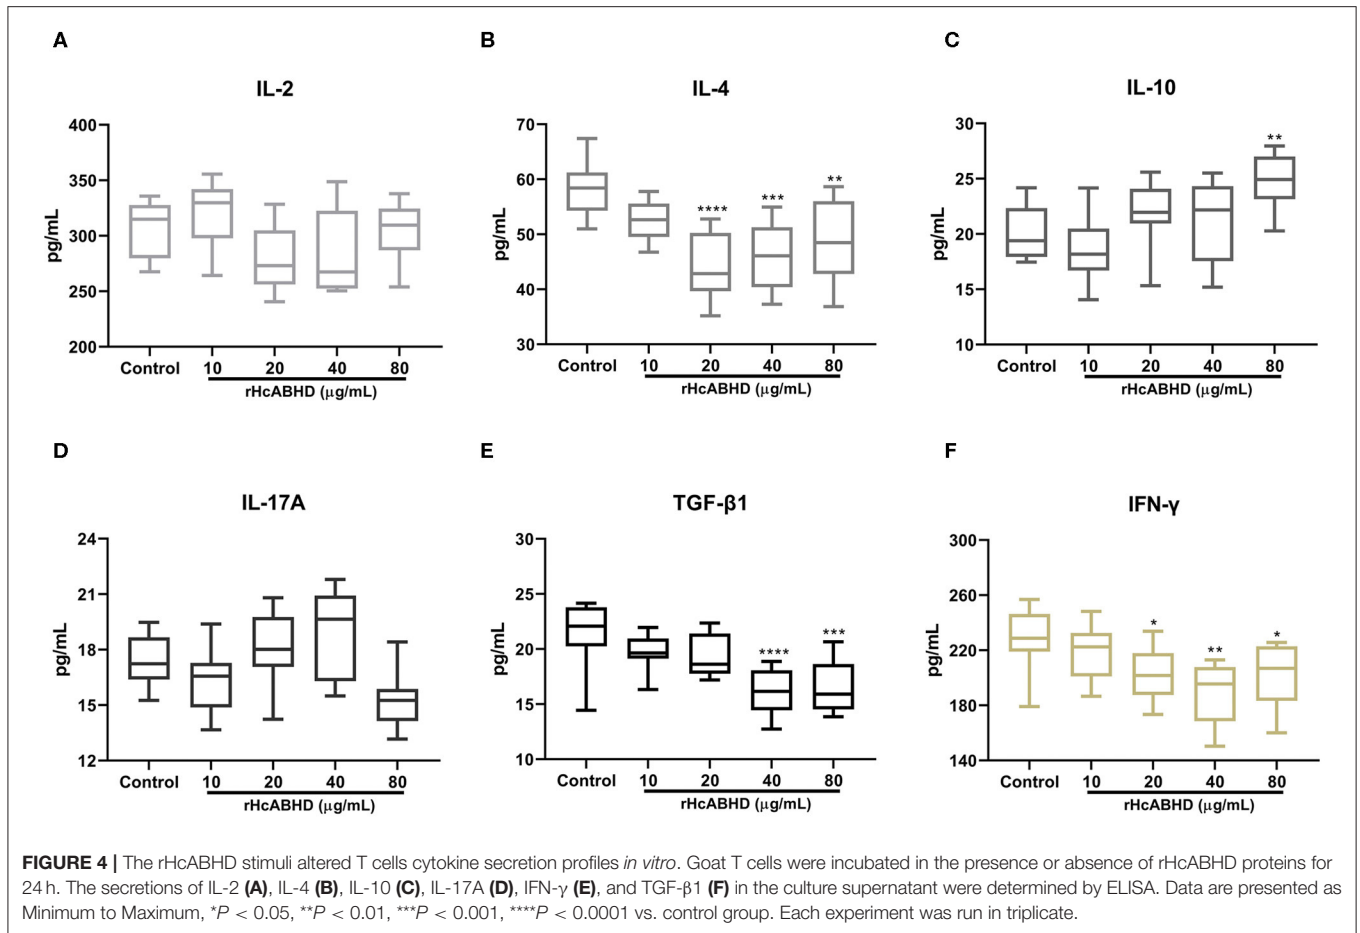 A
IL-2
400
350
300
250
200
pg/mL
Control 10 20 40 80
rHcABHD (μg/mL)
B
IL-4
70
60
50
40
30
pg/mL
****
***
**
Control 10 20 40 80
rHcABHD (μg/mL)
C
IL-10
30
25
20
15
10
pg/mL
**
Control 10 20 40 80
rHcABHD (μg/mL)
D
IL-17A
24
21
18
15
12
pg/mL
Control 10 20 40 80
rHcABHD (μg/mL)
E
TGF-β1
30
25
20
15
10
pg/mL
****
***
Control 10 20 40 80
rHcABHD (μg/mL)
F
IFN-γ
300
260
220
180
140
pg/mL
*
**
*
Control 10 20 40 80
rHcABHD (μg/mL)
FIGURE 4 | The rHcABHD stimuli altered T cells cytokine secretion profiles in vitro. Goat T cells were incubated in the presence or absence of rHcABHD proteins for
24 h. The secretions of IL-2 (A), IL-4 (B), IL-10 (C), IL-17A (D), IFN-γ (E), and TGF-β1 (F) in the culture supernatant were determined by ELISA. Data are presented as
Minimum to Maximum, *P < 0.05, **P < 0.01, ***P < 0.001, ****P < 0.0001 vs. control group. Each experiment was run in triplicate.